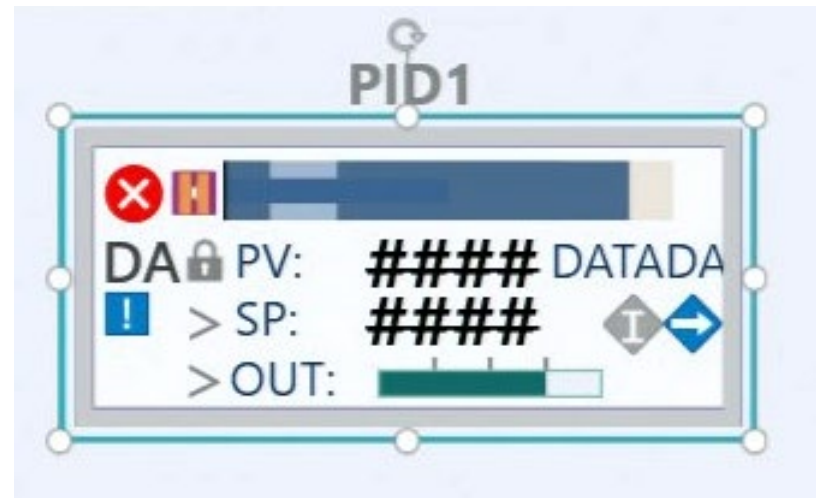 PID1
DA PV: #### DATADA
! > SP: #### I
> OUT: